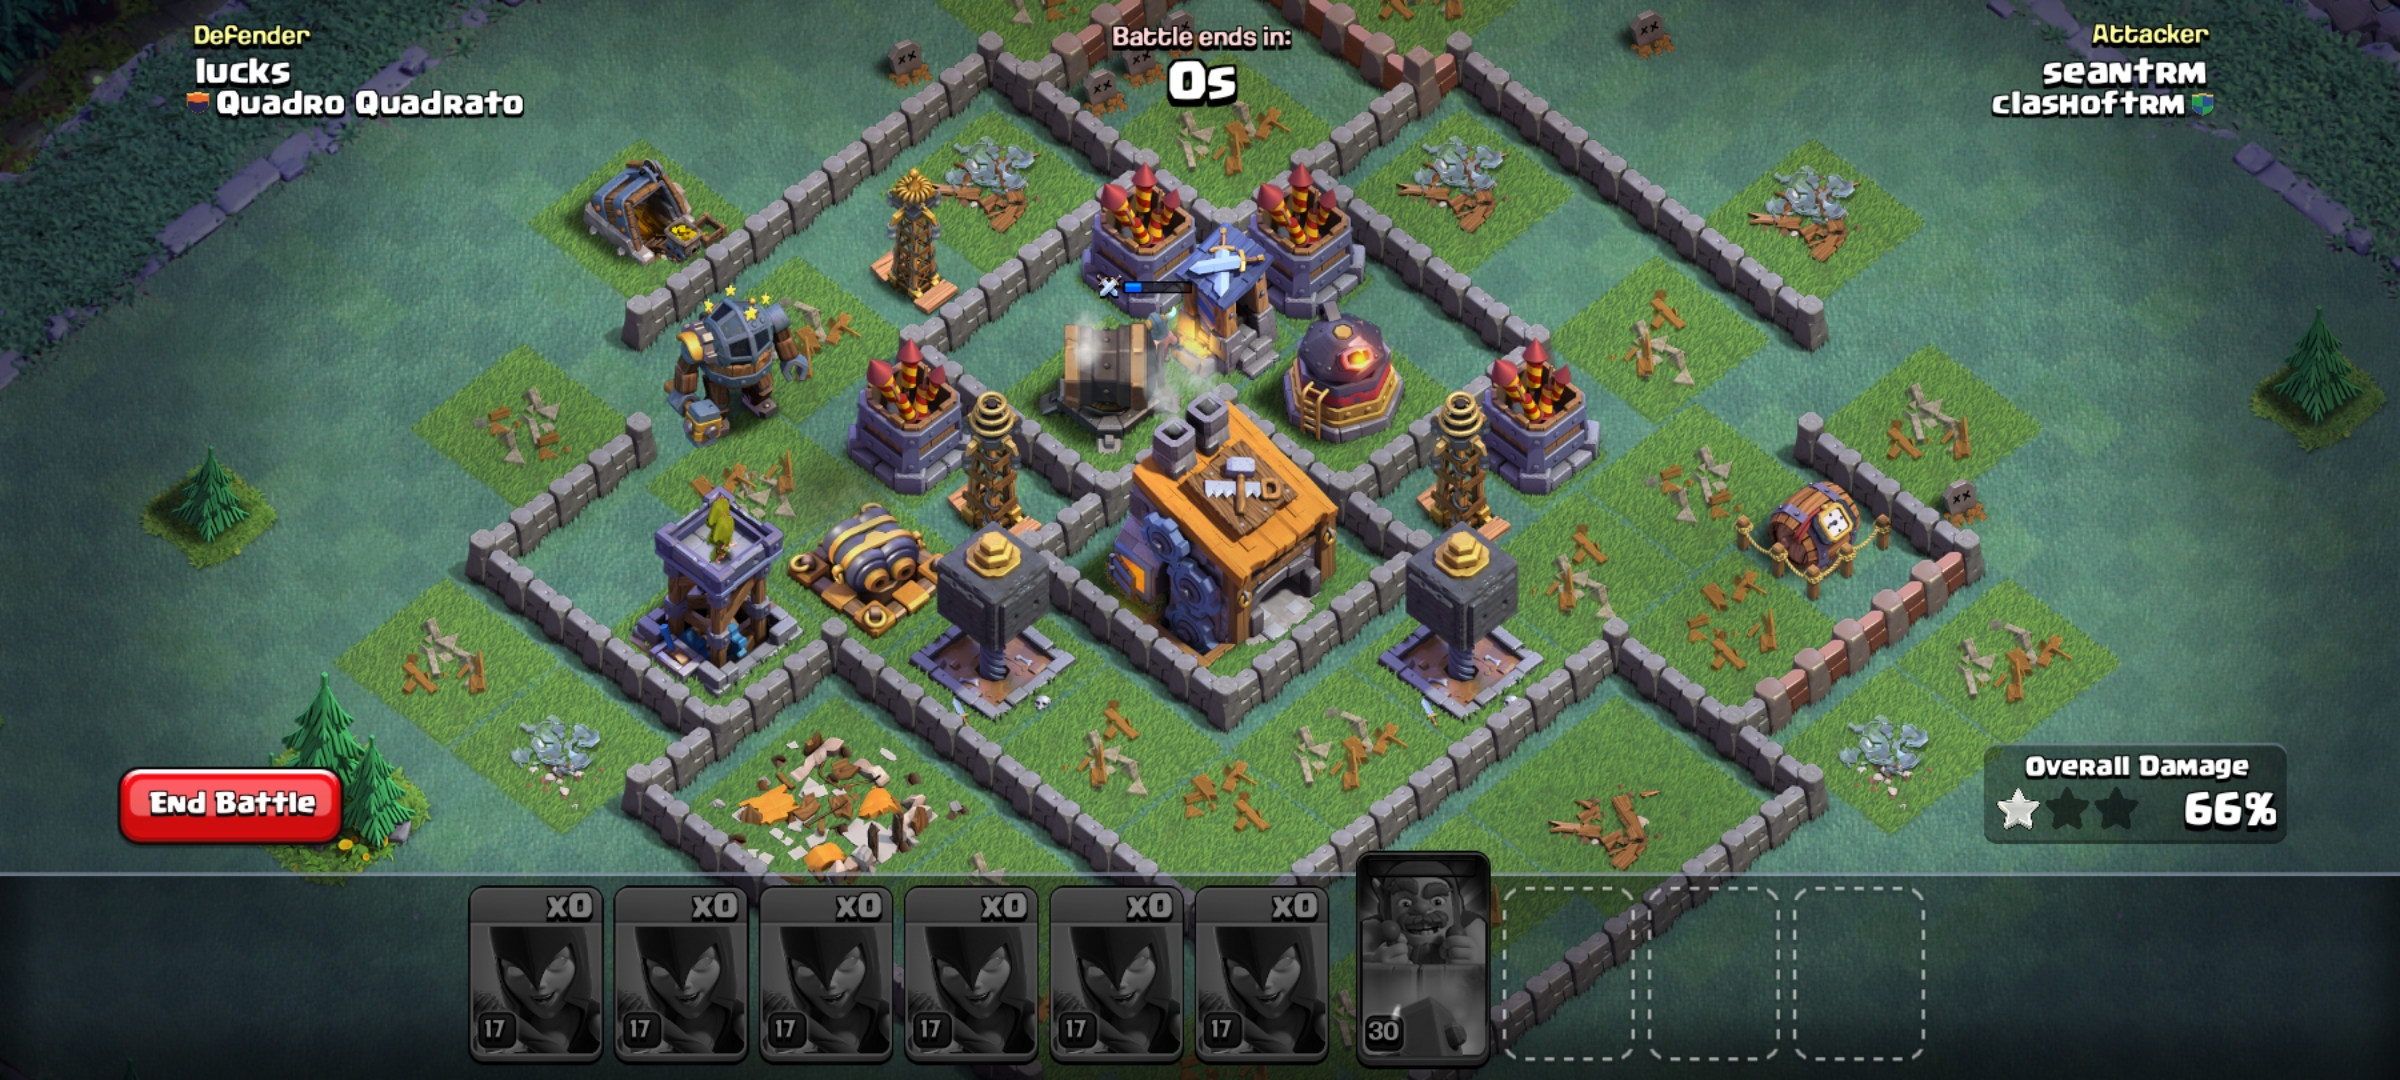 Defender
lucks
Quadro Quadrato
Battle ends in:
0s
Attacker
seantRM
clashoftRM
End Battle
Overall Damage
66%
x0 x0 x0 x0 x0 x0
17 17 17 17 17 17 30